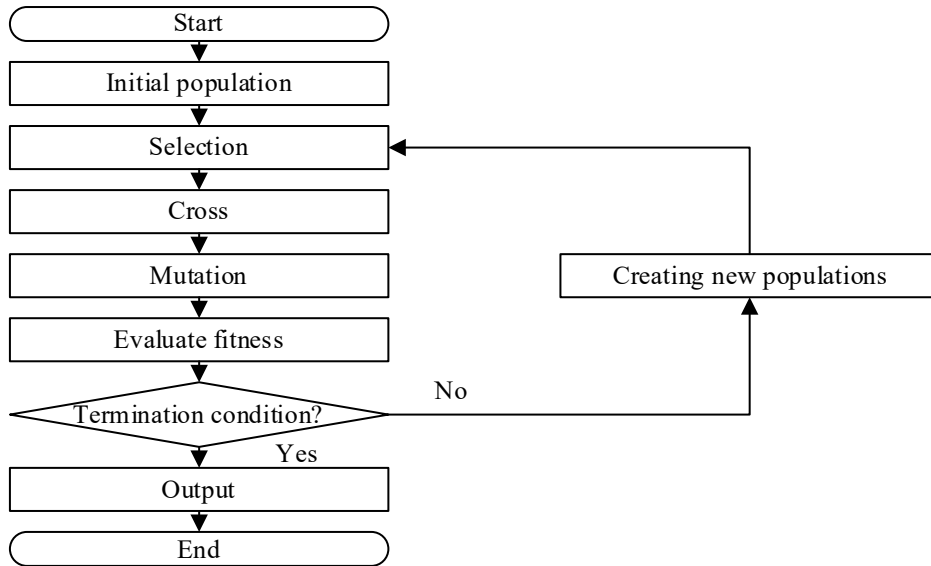 Start
Initial population
Selection
Cross
Mutation
Creating new populations
Evaluate fitness
No
Termination condition?
Yes
Output
End